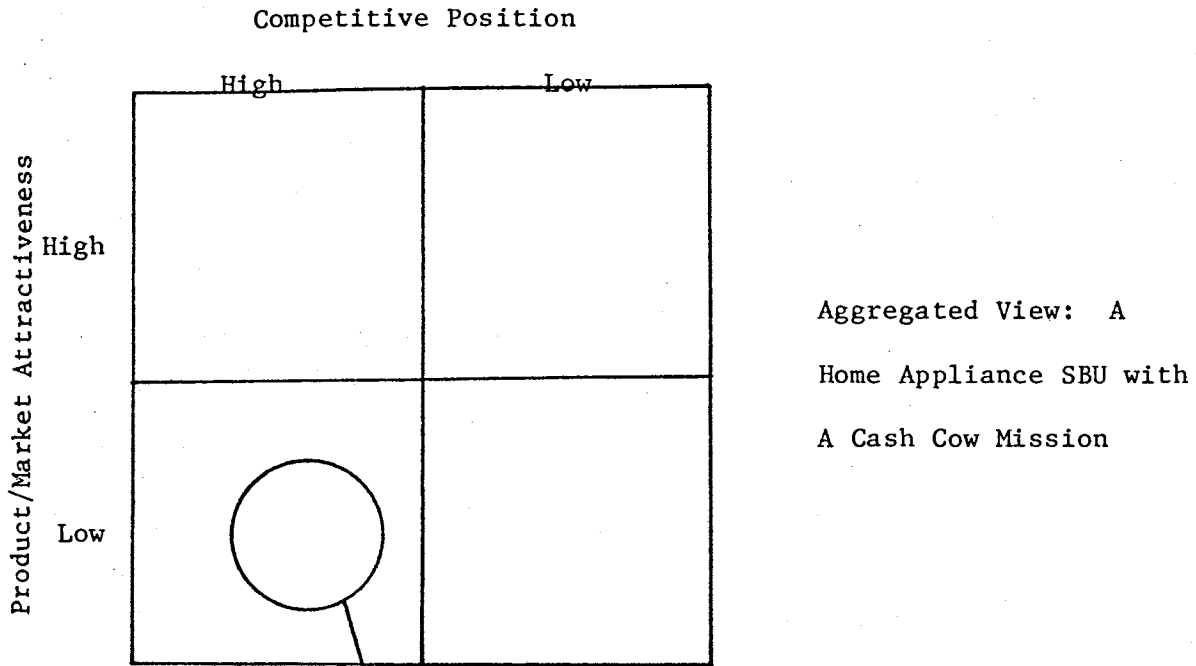 Competitive Position
High Low
Product/Market Attractiveness
High
Low
Aggregated View: A
Home Appliance SBU with
A Cash Cow Mission